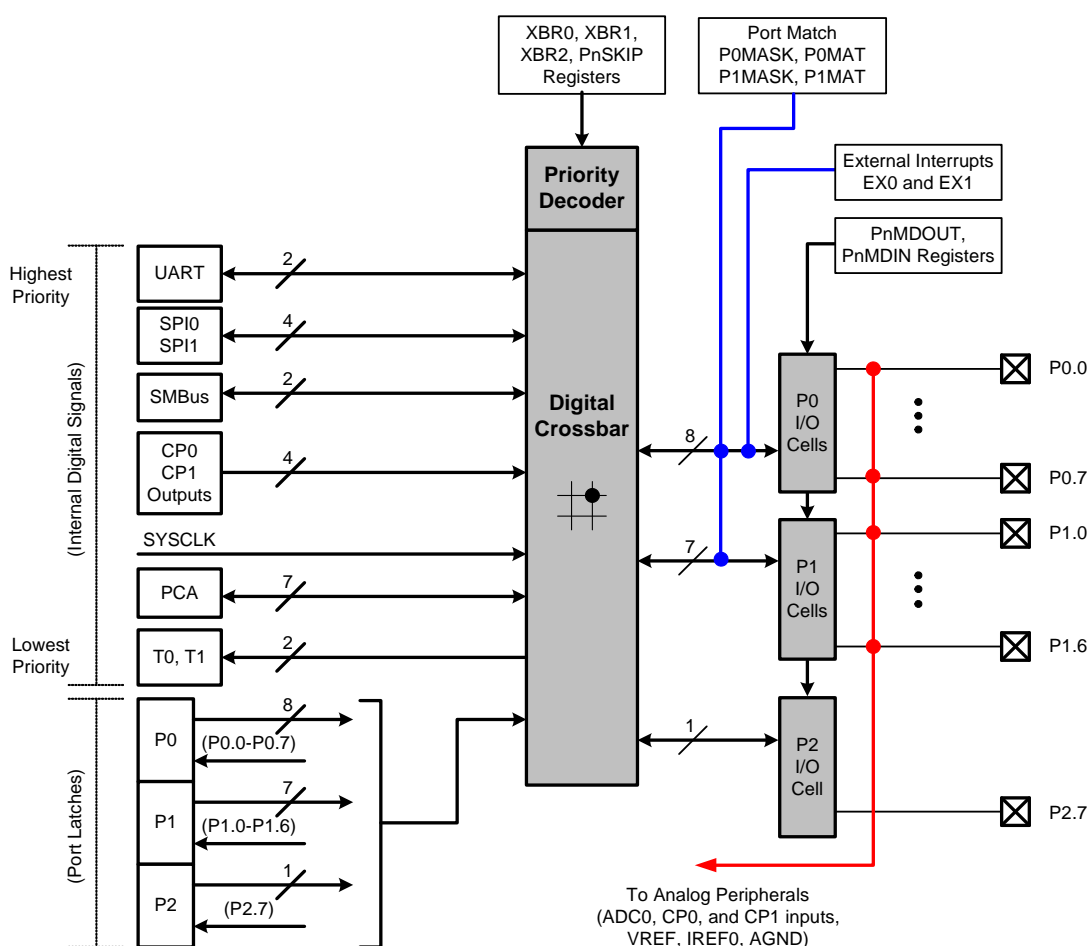 XBR0, XBR1,
XBR2, PnSKIP
Registers
Port Match
P0MASK, P0MAT
P1MASK, P1MAT
External Interrupts
EX0 and EX1
Priority
Decoder
PnMDOUT,
PnMDIN Registers
Highest
Priority
UART
2
SPI0
SPI1
4
SMBus
2
(Internal Digital Signals)
Digital
Crossbar
CP0
CP1
Outputs
4
8
P0
I/O
Cells
P0.0
P0.7
SYSCLK
7
P1
I/O
Cells
P1.0
P1.6
PCA
7
Lowest
Priority
T0, T1
2
(Port Latches)
P0
8
(P0.0-P0.7)
P1
7
(P1.0-P1.6)
P2
1
(P2.7)
1
P2
I/O
Cell
P2.7
To Analog Peripherals
(ADC0, CP0, and CP1 inputs,
VREF, IREF0, AGND)